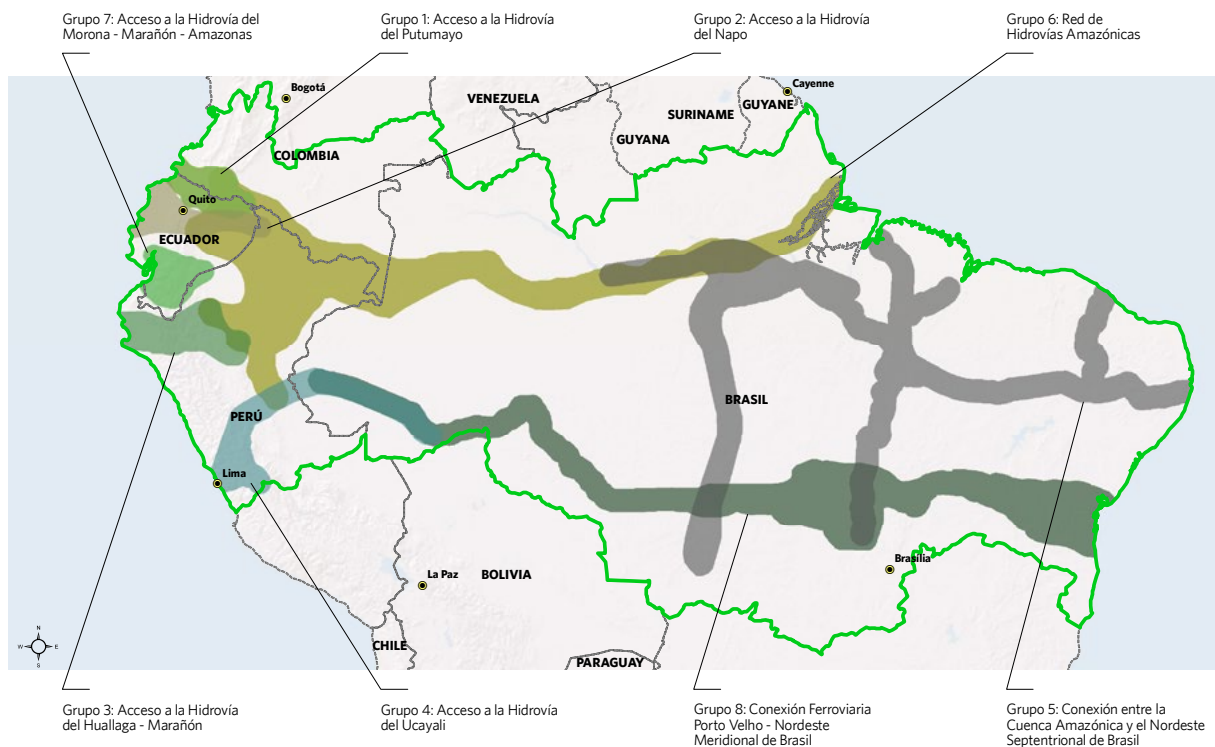 Grupo 7: Acceso a la Hidrovía del
Morona - Marañón - Amazonas
Grupo 1: Acceso a la Hidrovía
del Putumayo
Grupo 2: Acceso a la Hidrovía
del Napo
Grupo 6: Red de
Hidrovías Amazónicas
Bogotá
VENEZUELA
Cayenne
GUYANE
SURINAME
GUYANA
COLOMBIA
Quito
ECUADOR
BRASIL
PERÚ
Lima
Brasília
La Paz
BOLIVIA
N
W
E
S
CHILE
PARAGUAY
Grupo 3: Acceso a la Hidrovía
del Huallaga - Marañón
Grupo 4: Acceso a la Hidrovía
del Ucayali
Grupo 8: Conexión Ferroviaria
Porto Velho - Nordeste
Meridional de Brasil
Grupo 5: Conexión entre la
Cuenca Amazónica y el Nordeste
Septentrional de Brasil